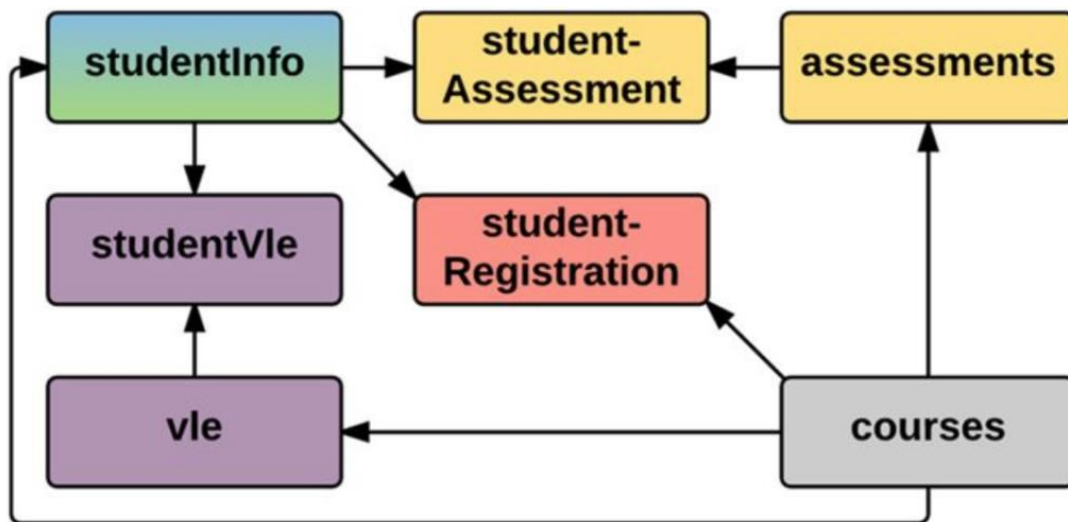 studentInfo
student-
Assessment
assessments
studentVle
student-
Registration
vle
courses